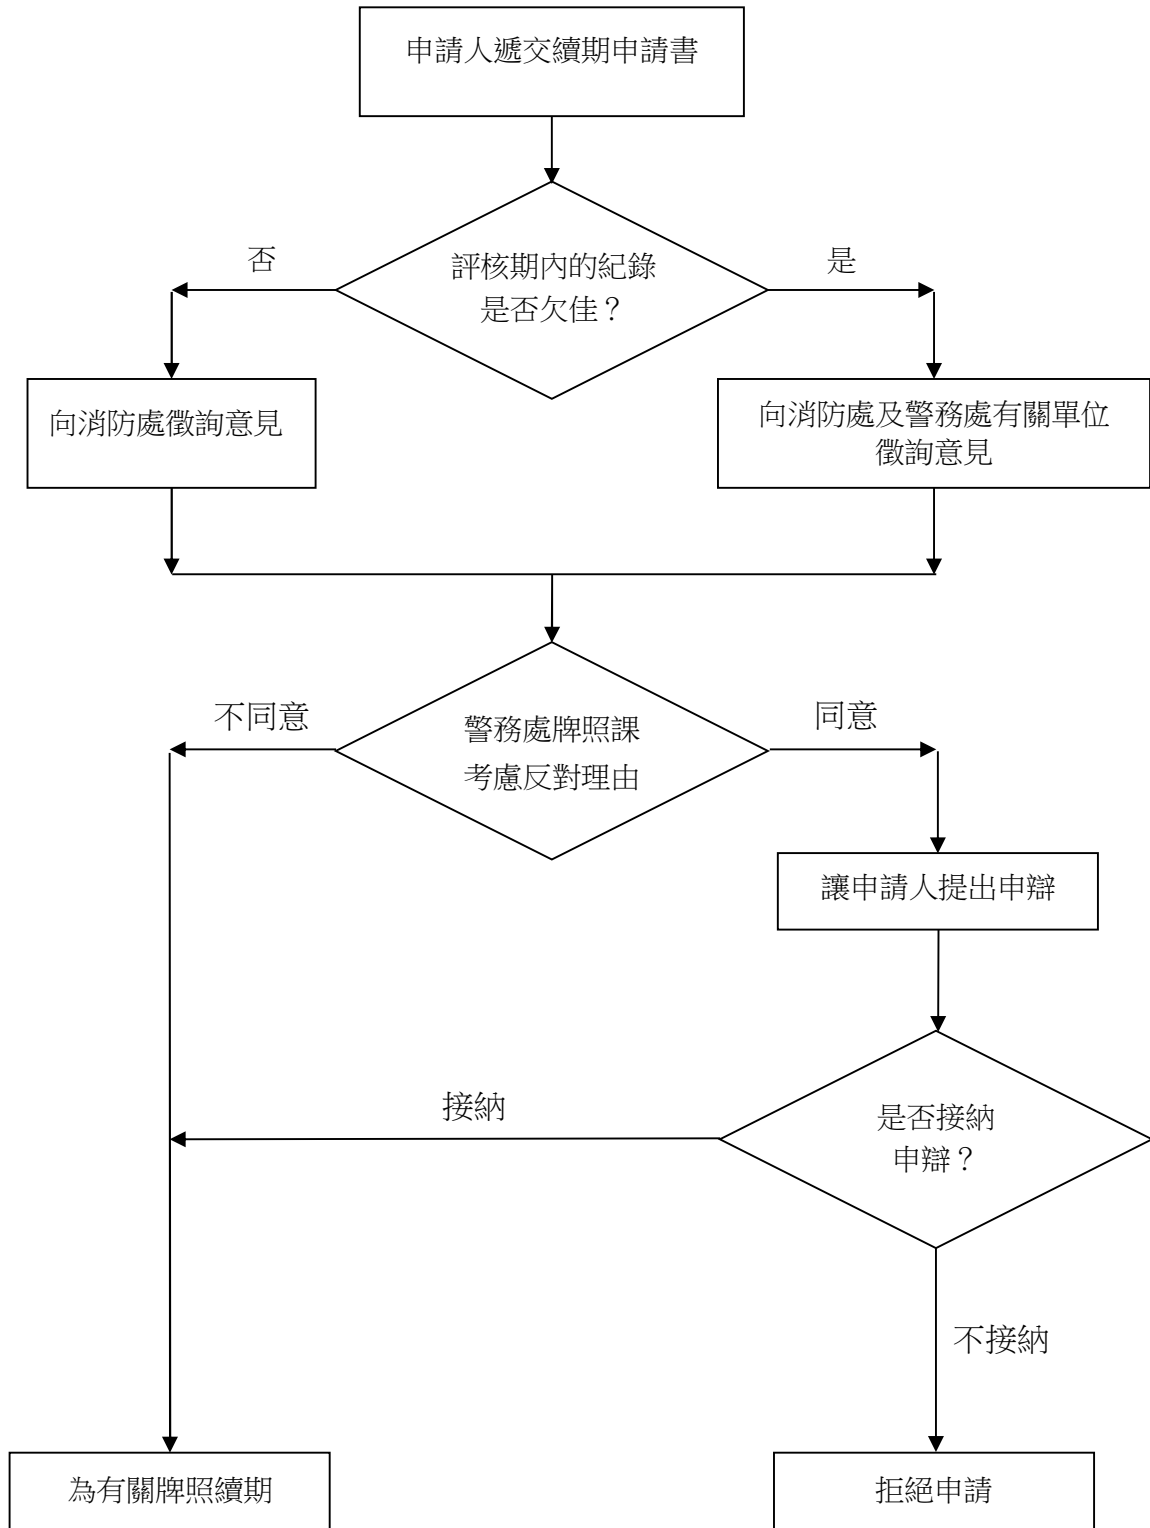 申請人遞交續期申請書
否
評核期內的紀錄
是否欠佳？
是
向消防處徵詢意見
向消防處及警務處有關單位
徵詢意見
不同意
警務處牌照課
考慮反對理由
同意
讓申請人提出申辯
接納
是否接納
申辯？
不接納
為有關牌照續期
拒絕申請